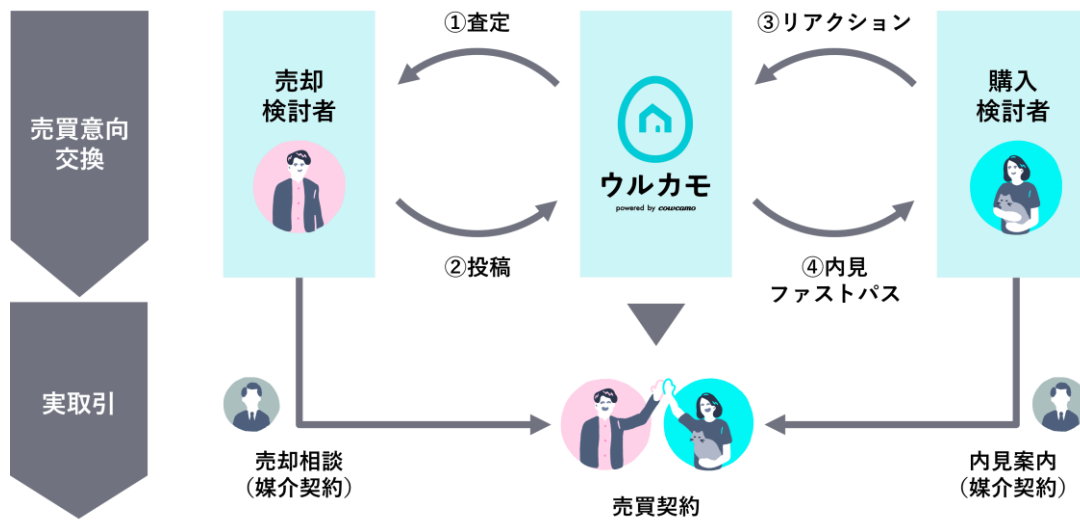 売買意向
交換
実取引
①査定
③リアクション
売却
検討者
ウルカモ
powered by cowcamo
購入
検討者
②投稿
④内見
ファストパス
売却相談
（媒介契約）
売買契約
内見案内
（媒介契約）